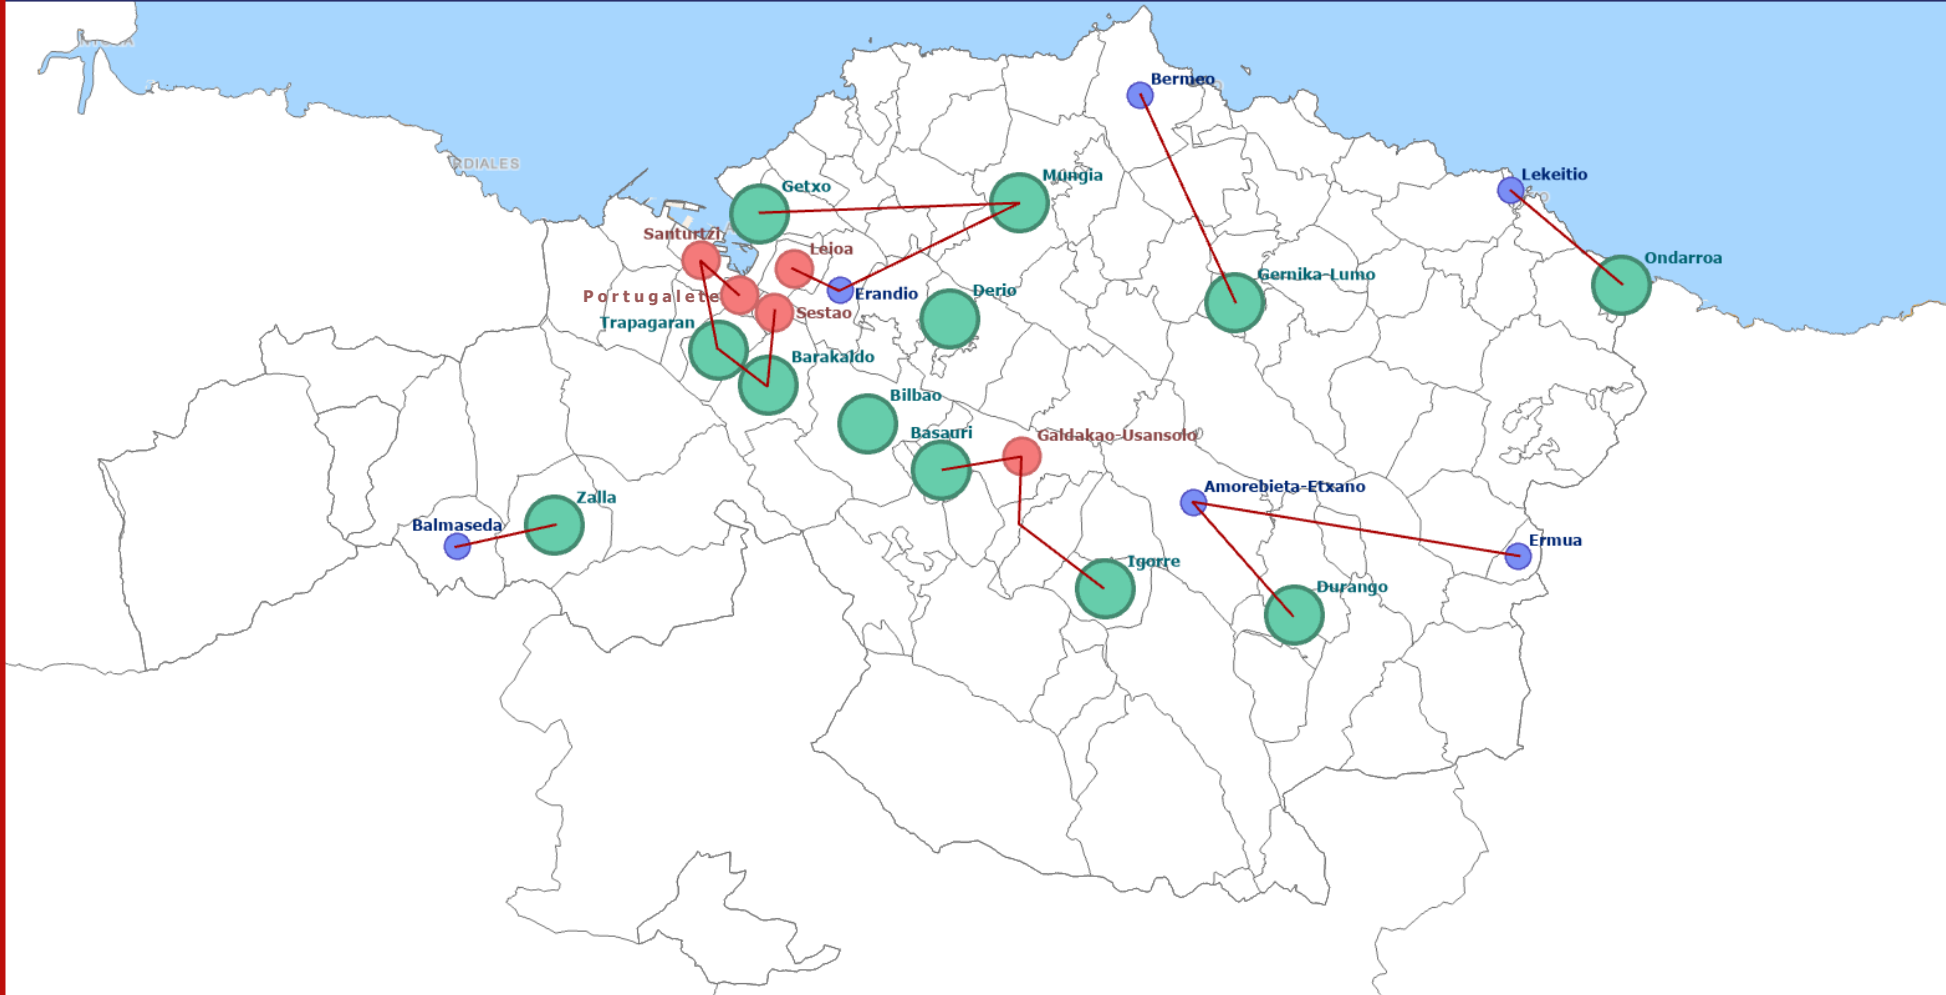 Bermeo
RDIALES
Lekeitio
Mungia
Getxo
Santurtzi
Leioa
Ondarroa
Gernika-Lumo
Derio
Erandio
Portugalete
Sestao
Trapagaran
Barakaldo
Bilbao
Basauri
Galdakao-Usansolo
Amorebieta-Etxano
Zalla
Balmaseda
Ermua
Igorre
Durango